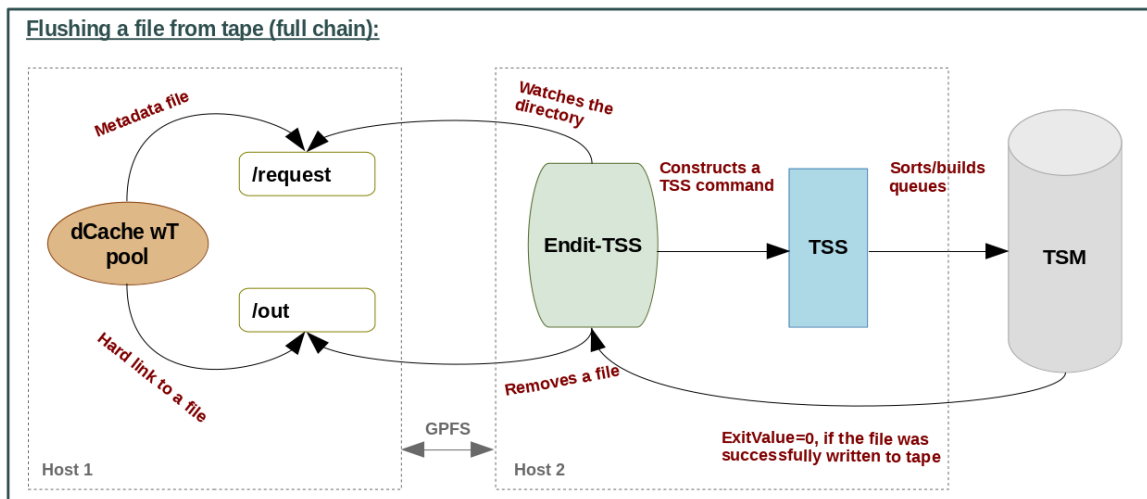 Flushing a file from tape (full chain):
Metadata file
/request
dCache wT
pool
/out
Hard link to a file
Host 1
GPFS
Watches the
directory
Endit-TSS
Removes a file
Host 2
Constructs a
TSS command
TSS
Sorts/builds
queues
TSM
ExitValue=0, if the file was
successfully written to tape